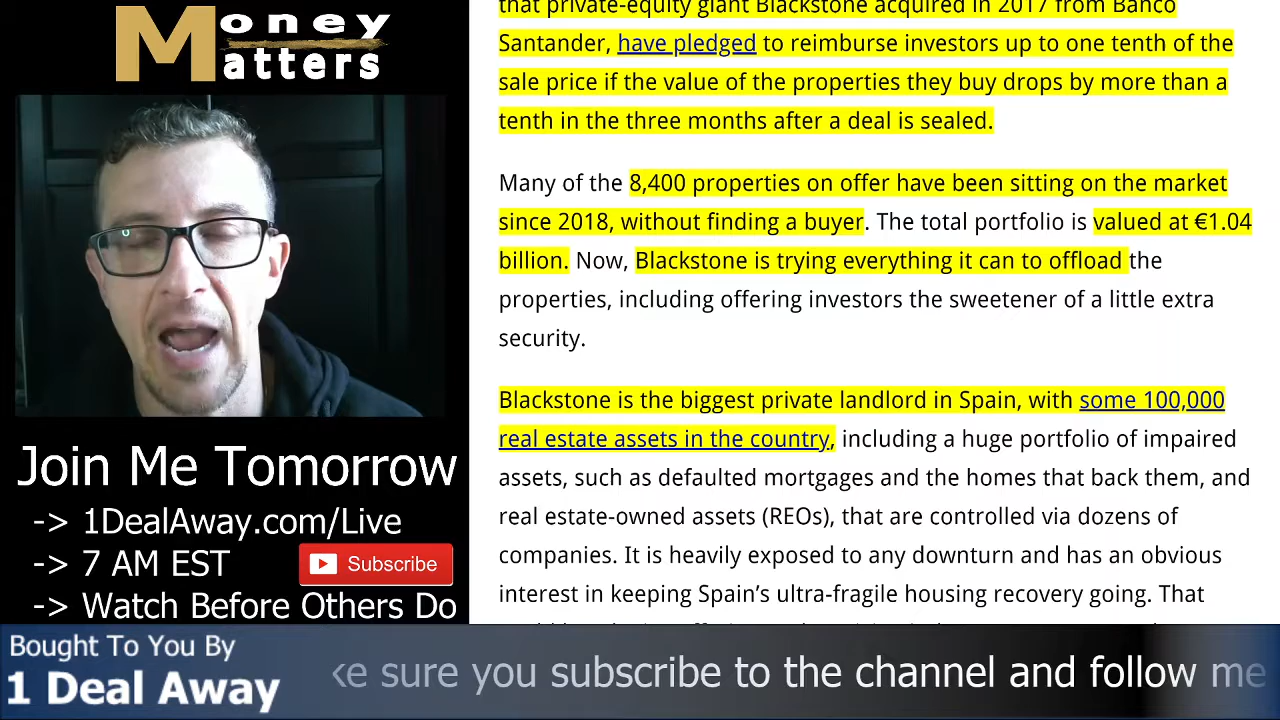 Money
Matters
Join Me Tomorrow
-> 1DealAway.com/Live
-> 7 AM EST
Subscribe
-> Watch Before Others Do
that private-equity giant Blackstone acquired in 2017 from Banco
Santander, have pledged to reimburse investors up to one tenth of the
sale price if the value of the properties they buy drops by more than a
tenth in the three months after a deal is sealed.
Many of the 8,400 properties on offer have been sitting on the market
since 2018, without finding a buyer. The total portfolio is valued at €1.04
billion. Now, Blackstone is trying everything it can to offload the
properties, including offering investors the sweetener of a little extra
security.
Blackstone is the biggest private landlord in Spain, with some 100,000
real estate assets in the country, including a huge portfolio of impaired
assets, such as defaulted mortgages and the homes that back them, and
real estate-owned assets (REOs), that are controlled via dozens of
companies. It is heavily exposed to any downturn and has an obvious
interest in keeping Spain’s ultra-fragile housing recovery going. That
Bought To You By
1 Deal Away
ke sure you subscribe to the channel and follow me